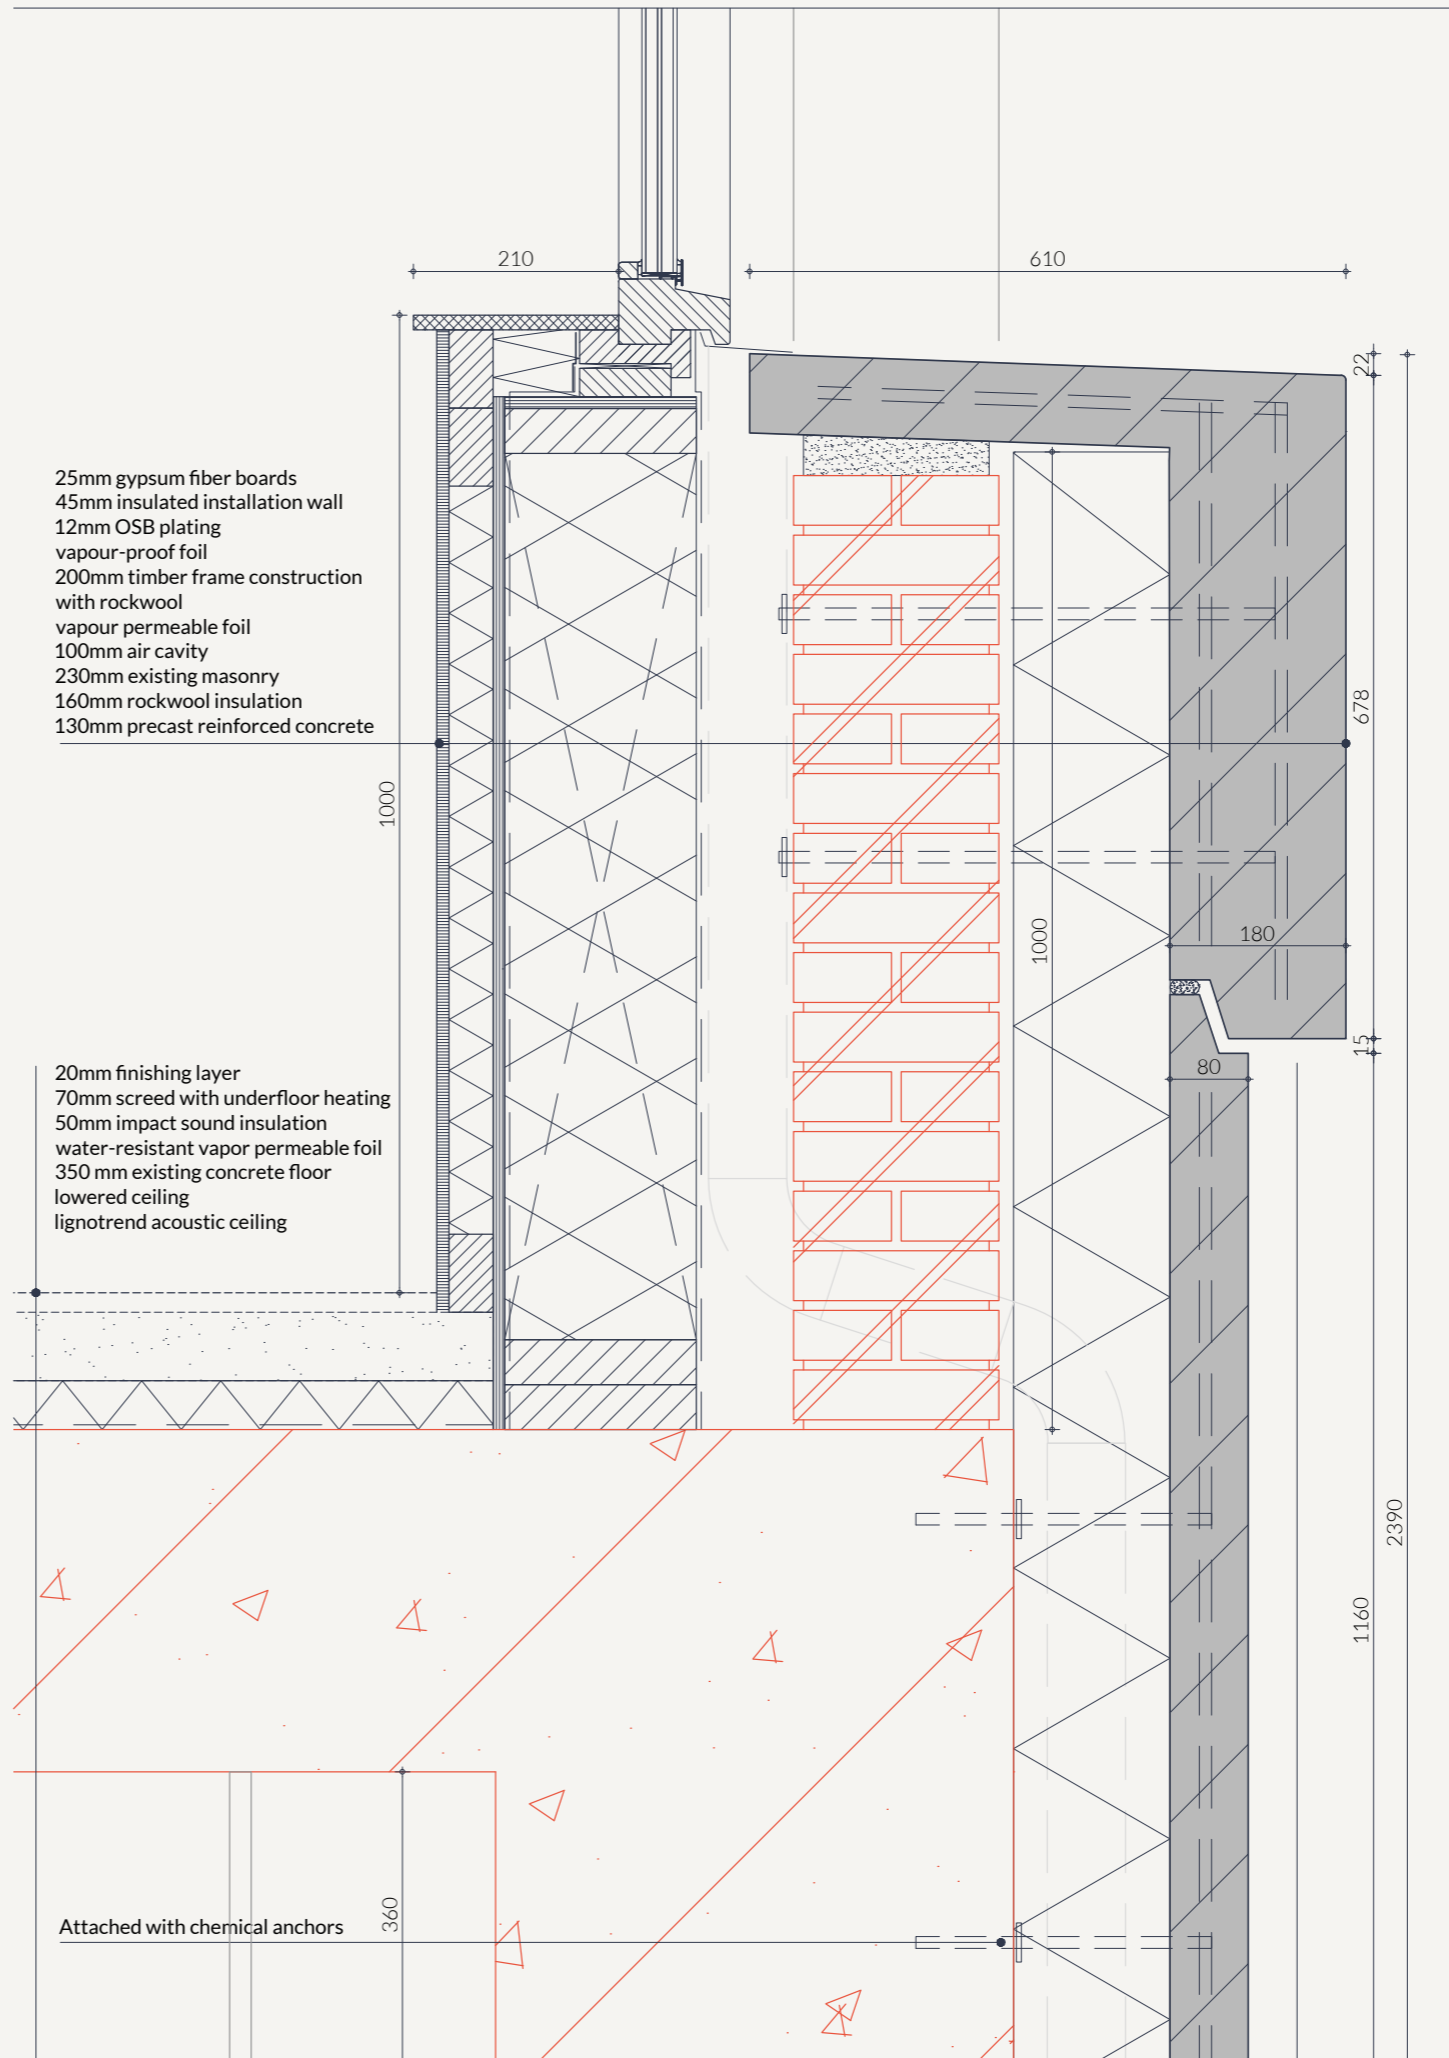 210
610
22
25mm gypsum fiber boards
45mm insulated installation wall
12mm OSB plating
vapour-proof foil
200mm timber frame construction
with rockwool
vapour permeable foil
100mm air cavity
230mm existing masonry
160mm rockwool insulation
130mm precast reinforced concrete
678
1000
1000
180
15
80
20mm finishing layer
70mm screed with underfloor heating
50mm impact sound insulation
water-resistant vapor permeable foil
350 mm existing concrete floor
lowered ceiling
lignotrend acoustic ceiling
2390
1160
360
Attached with chemical anchors